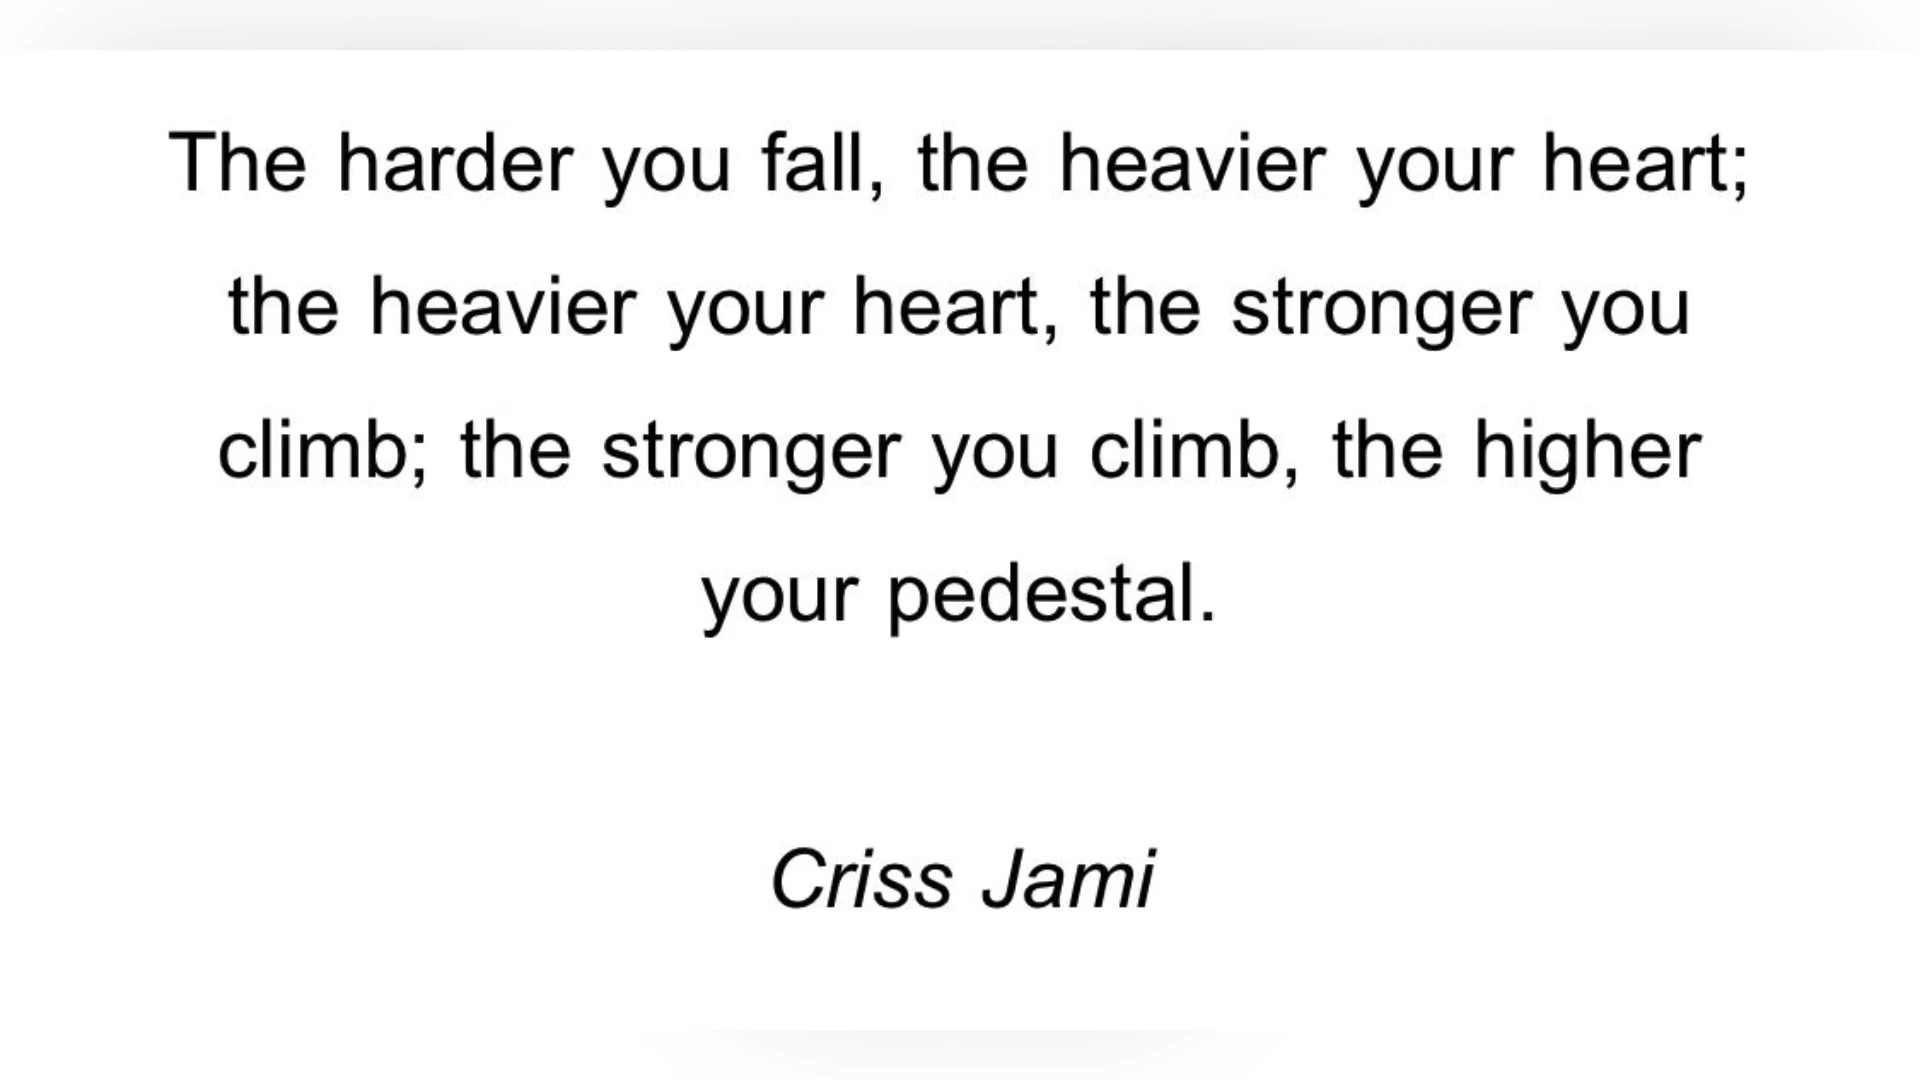 The harder you fall, the heavier your heart;
the heavier your heart, the stronger you
climb; the stronger you climb, the higher
your pedestal.
Criss Jami